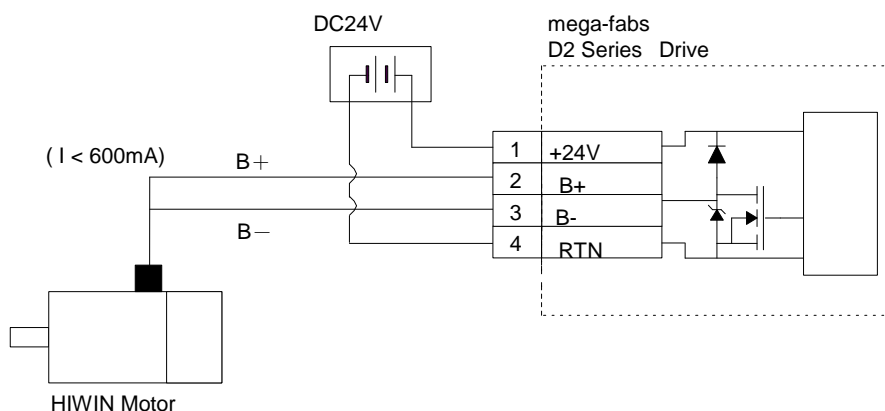 DC24V
mega-fabs
D2 Series Drive
( I < 600mA)
B+
B－
1 +24V
2 B+
3 B-
4 RTN
HIWIN Motor